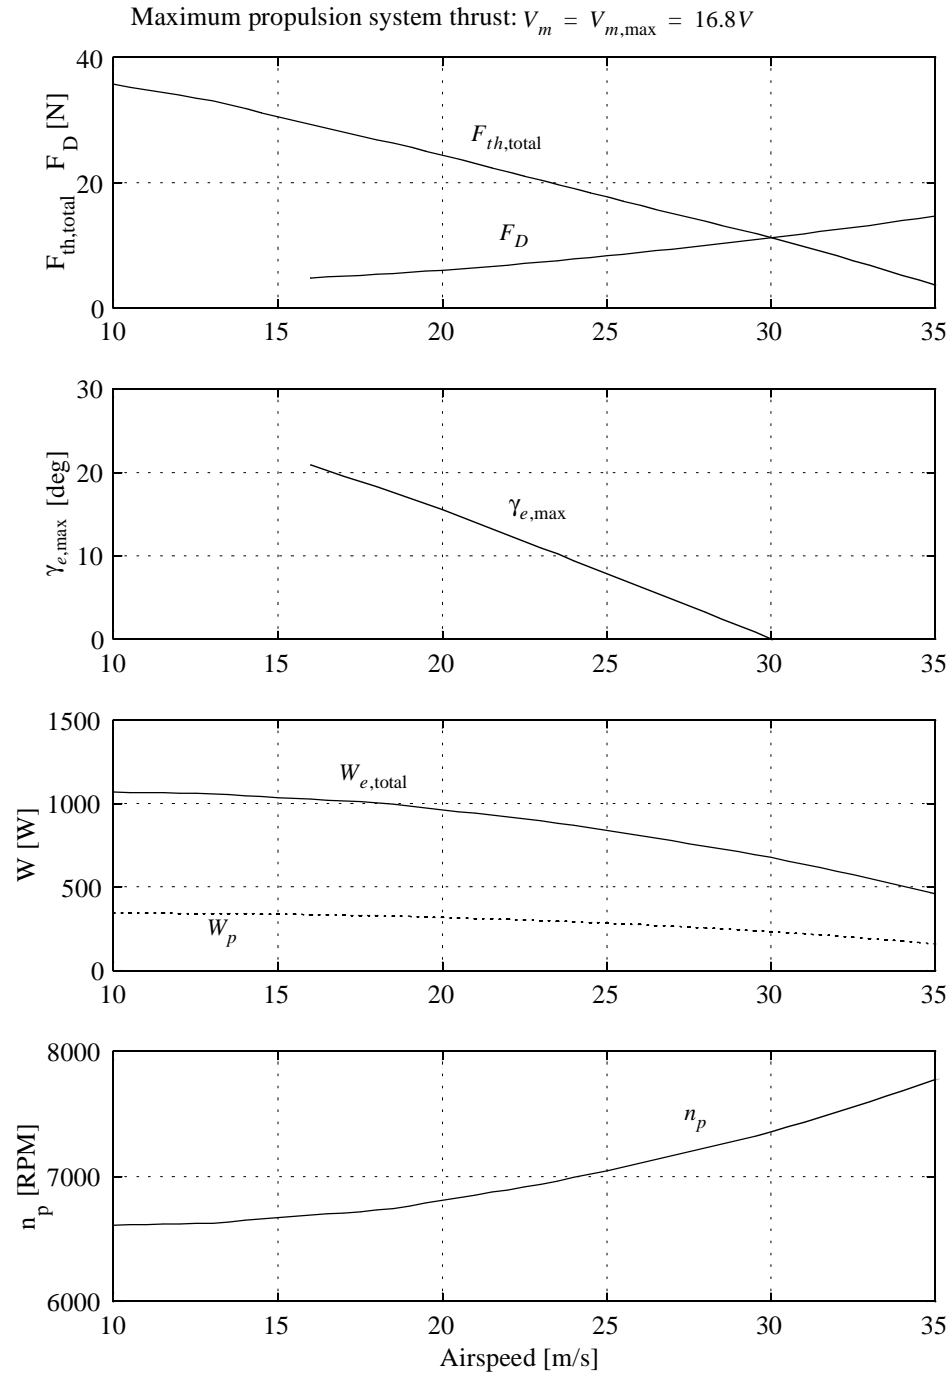 Maximum propulsion system thrust: V_m = V_m,max = 16.8V
F_th,total F_D [N]
40
20
0
F_th,total
F_D
10 15 20 25 30 35
γ_e,max [deg]
30
20
10
0
γ_e,max
10 15 20 25 30 35
W [W]
1500
1000
500
0
W_e,total
W_p
10 15 20 25 30 35
n_p [RPM]
8000
7000
6000
n_p
10 15 20 25 30 35
Airspeed [m/s]